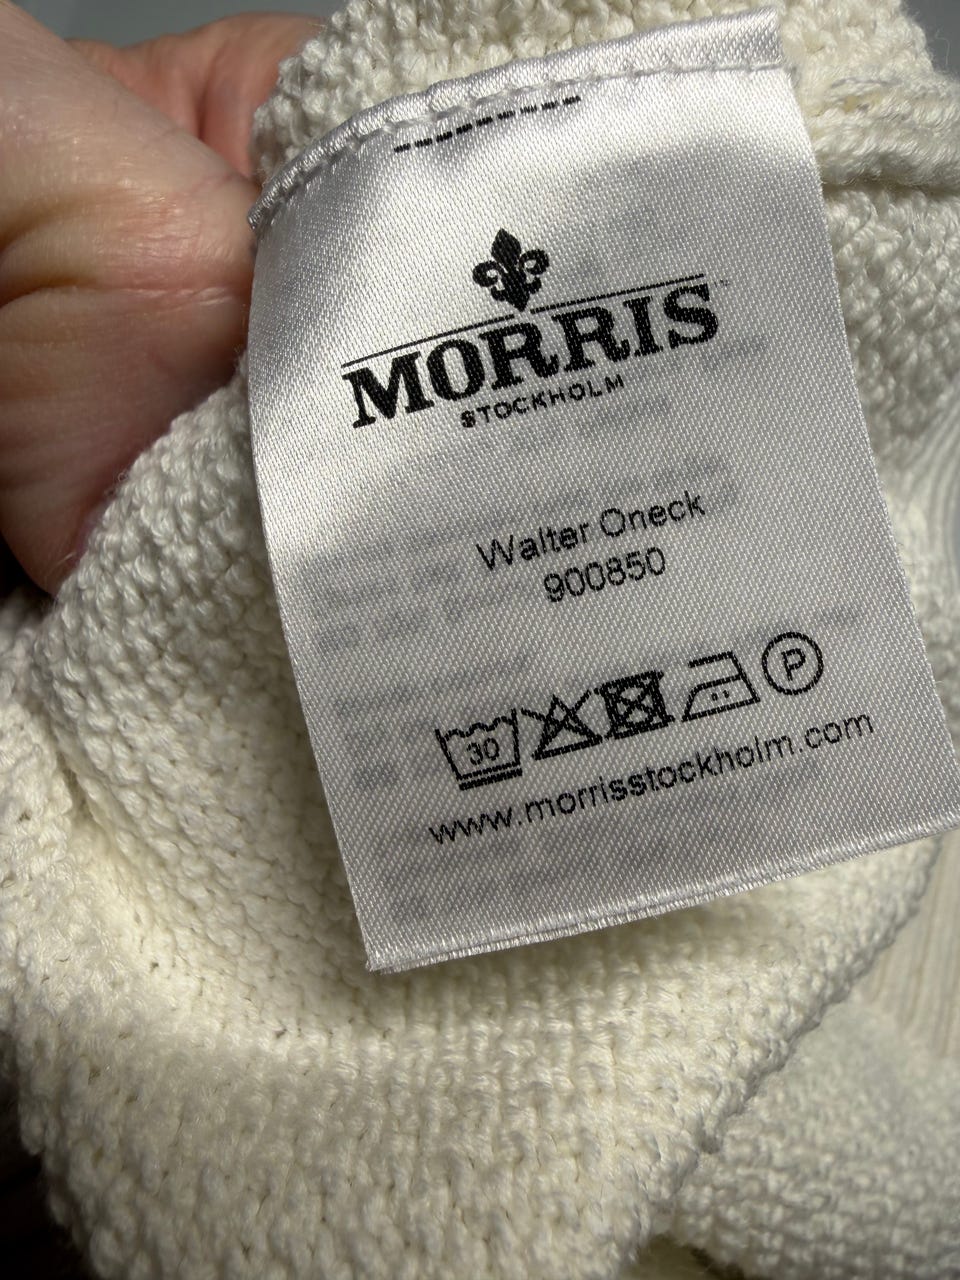 MORRIS
STOCKHOLM
Walter Oneck
900850
30 P
www.morrisstockholm.com